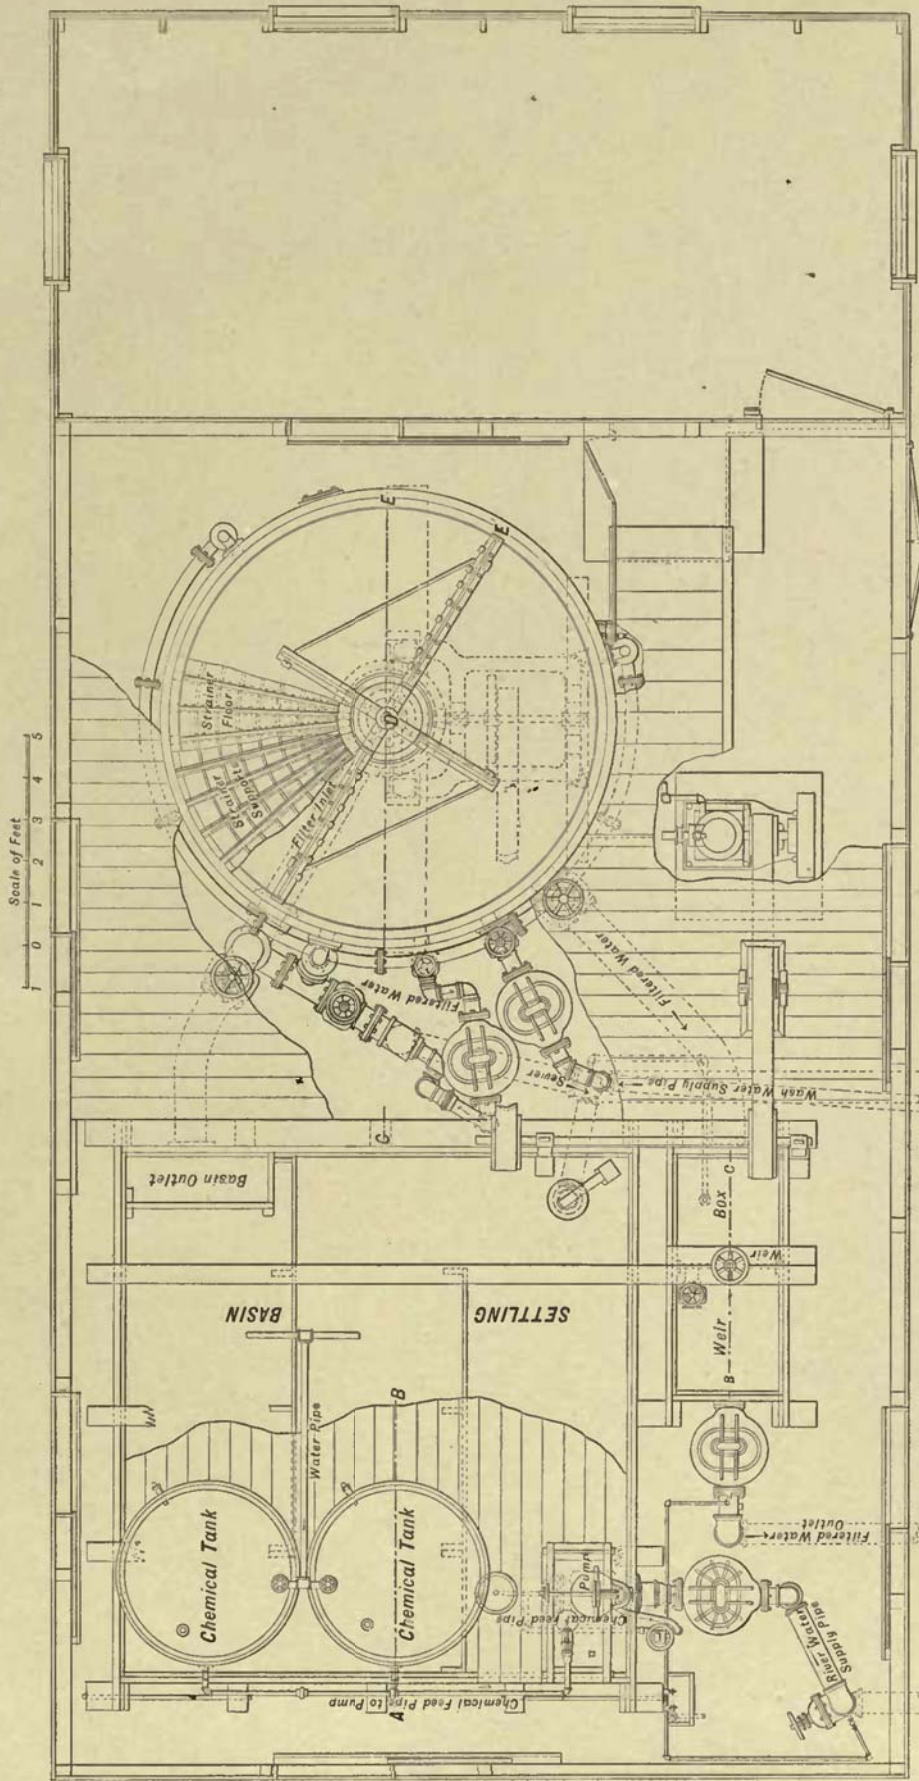 Scale of Feet
1 0 1 2 3 4 5
E
E
D
Strainer
Floor
Strainer
Supports
Filter Inlet
Filtered Water
Filtered Water
Sewer
Wash Water Supply Pipe
C
Basin Outlet
BASIN
SETTLING
Water Pipe
B
Chemical Tank
Chemical Tank
A
Chemical Feed Pipe to Pump
Chemical Feed Pipe
Pump
B
Weir
Box
C
Weir
Filtered Water
Outlet
River Water
Supply Pipe